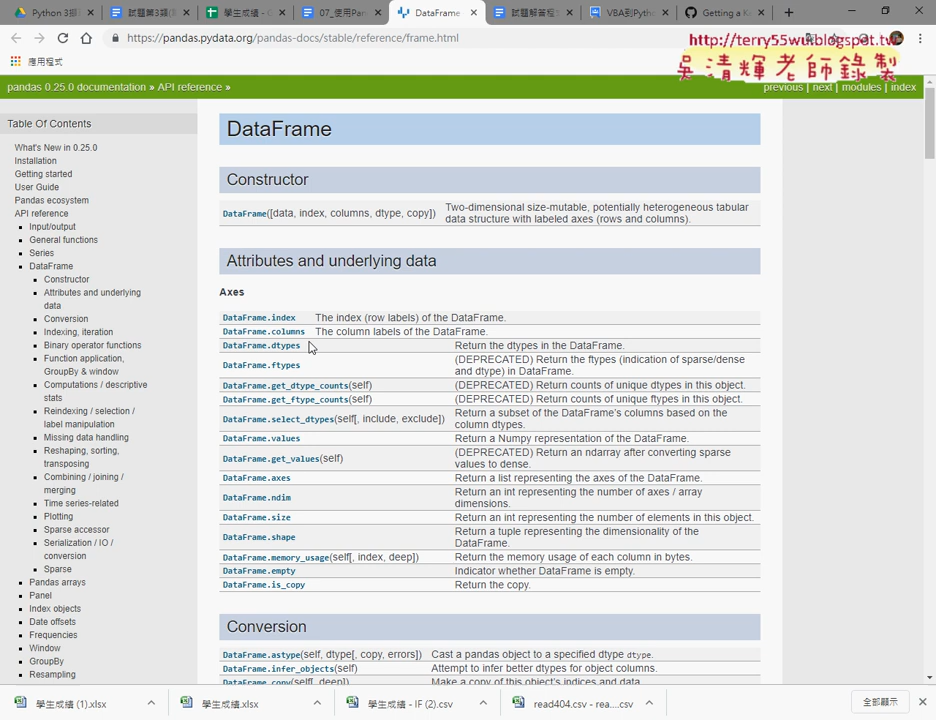 Python 3郵
試題第3類(
學生成績 - G
07_使用Pan
DataFrame
試題解答程
VBA到Pytho
Getting a K
https://pandas.pydata.org/pandas-docs/stable/reference/frame.html
http://terry55wu.blogspot.tw
應用程式
吳清輝老師錄製
pandas 0.25.0 documentation » API reference »
previous | next | modules | index
Table Of Contents
What's New in 0.25.0
Installation
Getting started
User Guide
Pandas ecosystem
API reference
Input/output
General functions
Series
DataFrame
Constructor
Attributes and underlying
data
Conversion
Indexing, iteration
Binary operator functions
Function application,
GroupBy & window
Computations / descriptive
stats
Reindexing / selection /
label manipulation
Missing data handling
Reshaping, sorting,
transposing
Combining / joining /
merging
Time series-related
Plotting
Sparse accessor
Serialization / IO /
conversion
Sparse
Pandas arrays
Panel
Index objects
Date offsets
Frequencies
Window
GroupBy
Resampling
DataFrame
Constructor
DataFrame([data, index, columns, dtype, copy]) Two-dimensional size-mutable, potentially heterogeneous tabular
data structure with labeled axes (rows and columns).
Attributes and underlying data
Axes
DataFrame.index The index (row labels) of the DataFrame.
DataFrame.columns The column labels of the DataFrame.
DataFrame.dtypes Return the dtypes in the DataFrame.
DataFrame.ftypes (DEPRECATED) Return the ftypes (indication of sparse/dense
and dtype) in DataFrame.
DataFrame.get_dtype_counts(self) (DEPRECATED) Return counts of unique dtypes in this object.
DataFrame.get_ftype_counts(self) (DEPRECATED) Return counts of unique ftypes in this object.
DataFrame.select_dtypes(self[, include, exclude]) Return a subset of the DataFrame's columns based on the
column dtypes.
DataFrame.values Return a Numpy representation of the DataFrame.
DataFrame.get_values(self) (DEPRECATED) Return an ndarray after converting sparse
values to dense.
DataFrame.axes Return a list representing the axes of the DataFrame.
DataFrame.ndim Return an int representing the number of axes / array
dimensions.
DataFrame.size Return an int representing the number of elements in this object.
DataFrame.shape Return a tuple representing the dimensionality of the
DataFrame.
DataFrame.memory_usage(self[, index, deep]) Return the memory usage of each column in bytes.
DataFrame.empty Indicator whether DataFrame is empty.
DataFrame.is_copy Return the copy.
Conversion
DataFrame.astype(self, dtype[, copy, errors]) Cast a pandas object to a specified dtype dtype.
DataFrame.infer_objects(self) Attempt to infer better dtypes for object columns.
DataFrame.copy(self[, deep]) Make a copy of this object's indices and data.
學生成績 (1).xlsx
學生成績.xlsx
學生成績 - IF (2).csv
read404.csv - rea....csv
全部顯示